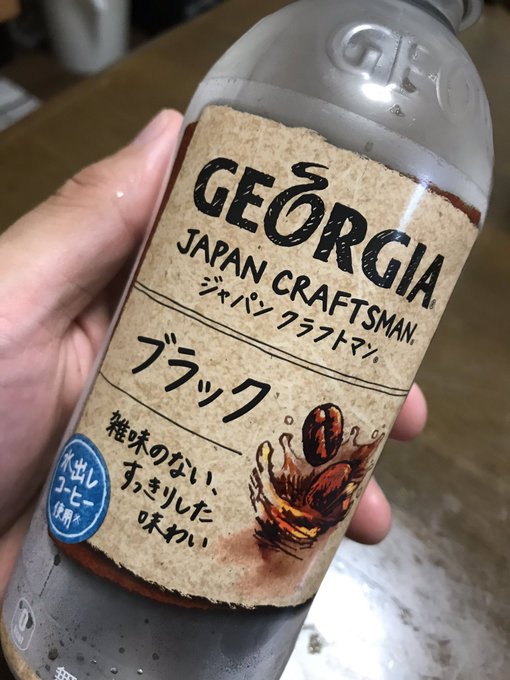 GEO
GEORGIA
JAPAN CRAFTSMAN®
ジャパン クラフトマン®
ブラック
雑味のない、
すっきりした
味わい
水出し
コーヒー
使用※